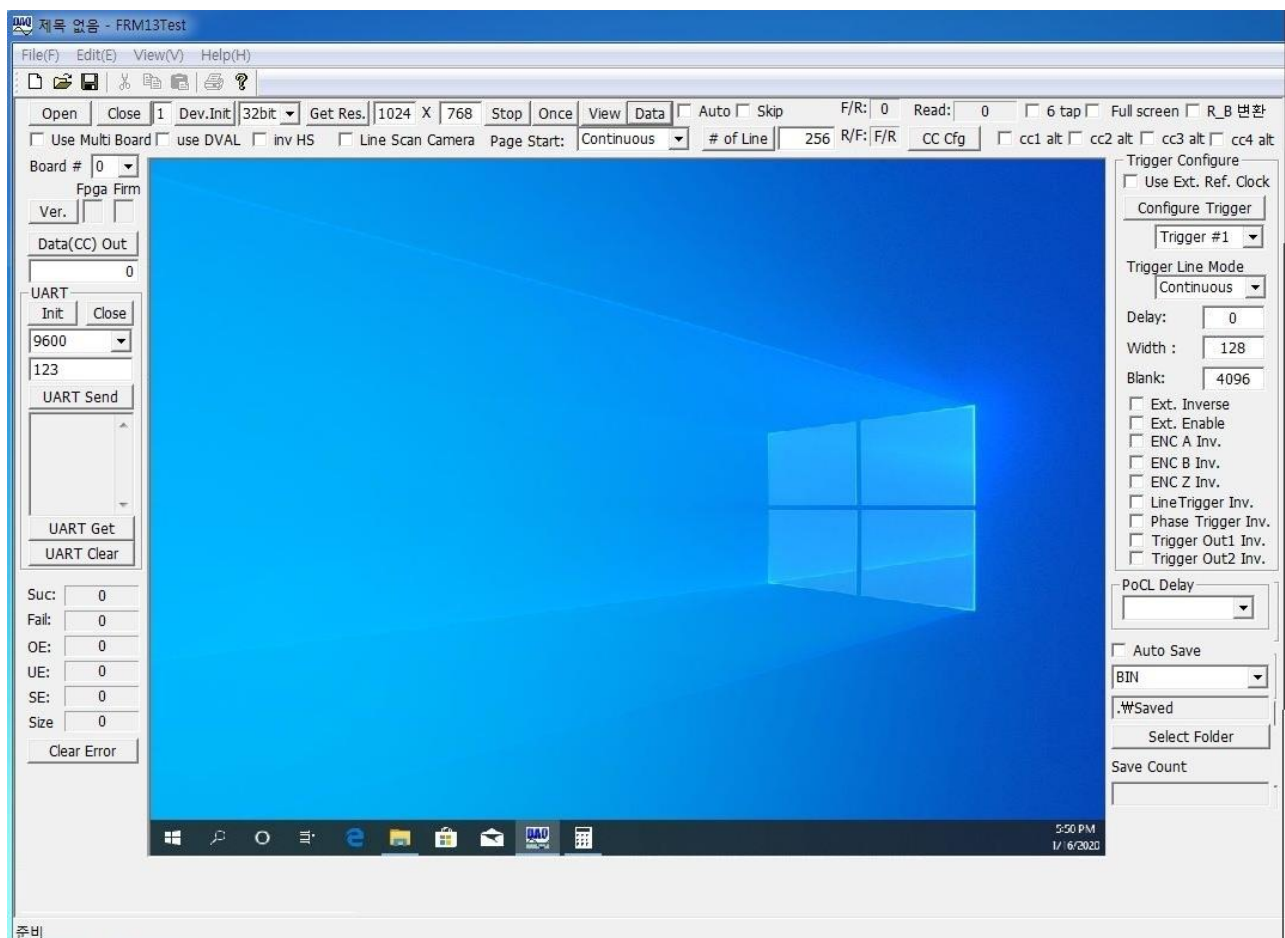 제목 없음 - FRM13Test
File(F) Edit(E) View(V) Help(H)
Open Close 1 Dev.Init 32bit Get Res. 1024 X 768 Stop Once View Data Auto Skip F/R: 0 Read: 0 6 tap Full screen R_B 변환
Use Multi Board use DVAL inv HS Line Scan Camera Page Start: Continuous # of Line 256 R/F: F/R CC Cfg cc1 alt cc2 alt cc3 alt cc4 alt
Board # 0
Fpga Firm
Ver.
Data(CC) Out
0
UART
Init Close
9600
123
UART Send
UART Get
UART Clear
Suc: 0
Fail: 0
OE: 0
UE: 0
SE: 0
Size 0
Clear Error
DAQ
5:50 PM
1/16/2020
Trigger Configure
Use Ext. Ref. Clock
Configure Trigger
Trigger #1
Trigger Line Mode
Continuous
Delay: 0
Width : 128
Blank: 4096
Ext. Inverse
Ext. Enable
ENC A Inv.
ENC B Inv.
ENC Z Inv.
LineTrigger Inv.
Phase Trigger Inv.
Trigger Out1 Inv.
Trigger Out2 Inv.
PoCL Delay
Auto Save
BIN
.₩Saved
Select Folder
Save Count
준비